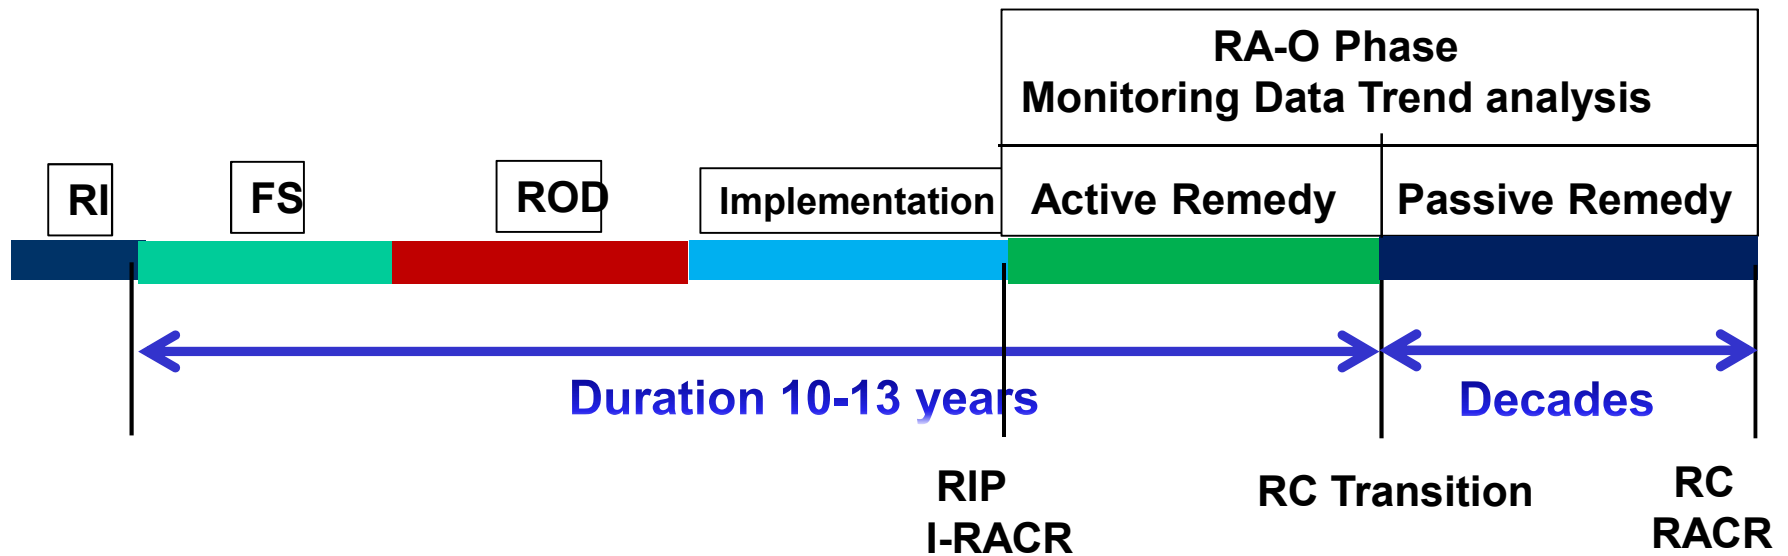 RA-O Phase
Monitoring Data Trend analysis
RI
FS
ROD
Implementation
Active Remedy
Passive Remedy
Duration 10-13 years
Decades
RIP
I-RACR
RC Transition
RC
RACR